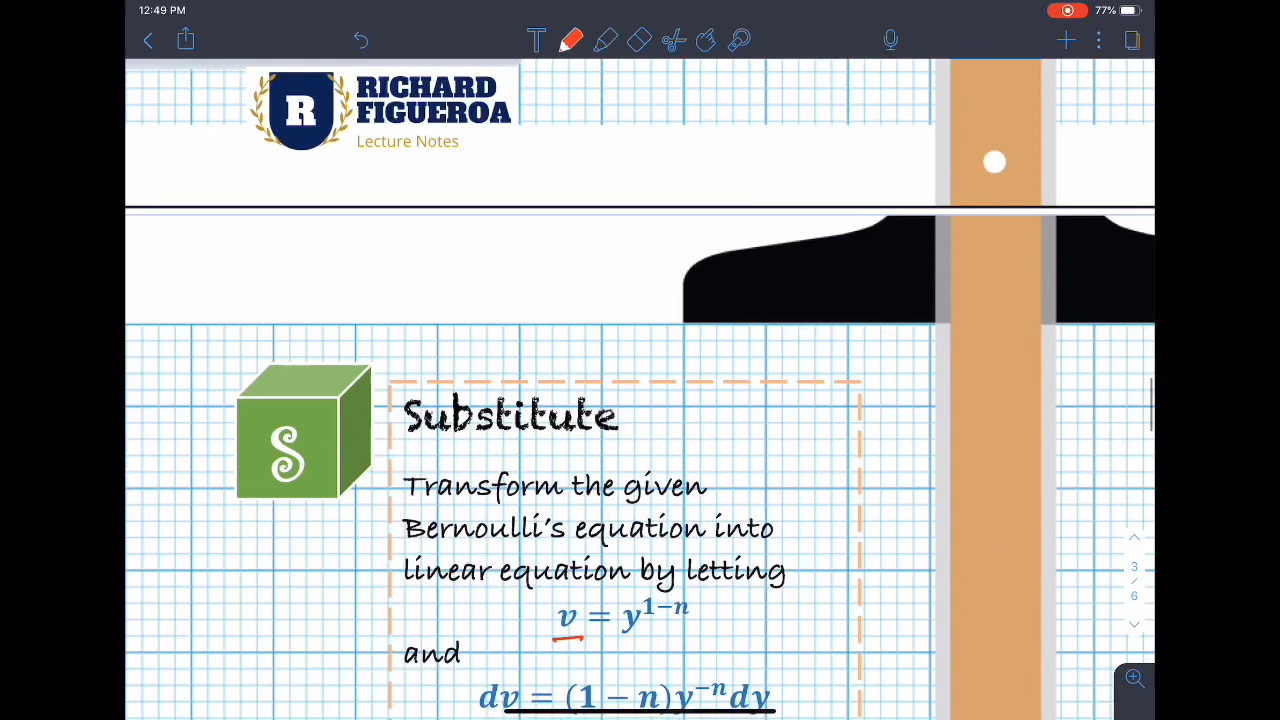 12:49 PM
77%
T
R
RICHARD
FIGUEROA
Lecture Notes
S
Substitute
Transform the given
Bernoulli's equation into
linear equation by letting
v = y^{1−n}
and
dv = (1 − n)y^{−n}dy
3
/
6